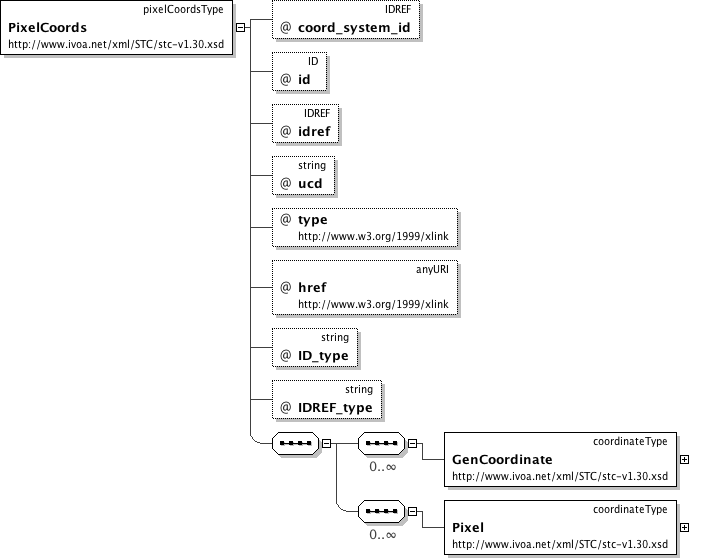 pixelCoordsType
PixelCoords
http://www.ivoa.net/xml/STC/stc-v1.30.xsd
IDREF
@ coord_system_id
ID
@ id
IDREF
@ idref
string
@ ucd
@ type
http://www.w3.org/1999/xlink
anyURI
@ href
http://www.w3.org/1999/xlink
string
@ ID_type
string
@ IDREF_type
0..∞
coordinateType
GenCoordinate
http://www.ivoa.net/xml/STC/stc-v1.30.xsd
0..∞
coordinateType
Pixel
http://www.ivoa.net/xml/STC/stc-v1.30.xsd